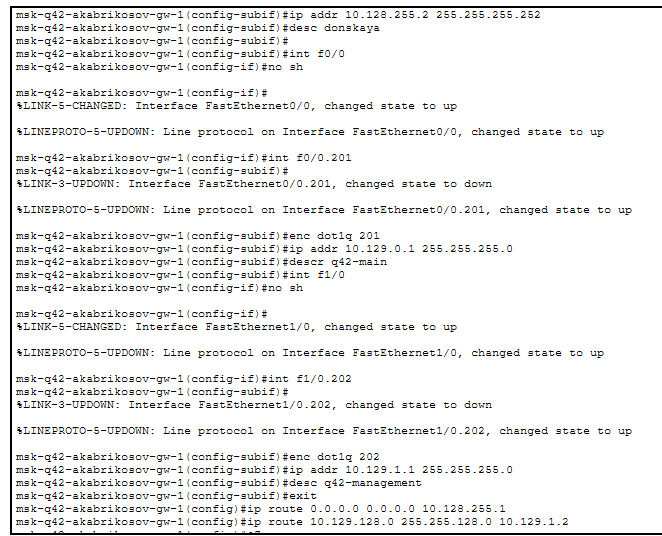 msk-q42-akabrikosov-gw-1(config-subif)#ip addr 10.128.255.2 255.255.255.252
msk-q42-akabrikosov-gw-1(config-subif)#desc donskaya
msk-q42-akabrikosov-gw-1(config-subif)#
msk-q42-akabrikosov-gw-1(config-subif)#int f0/0
msk-q42-akabrikosov-gw-1(config-if)#no sh
msk-q42-akabrikosov-gw-1(config-if)#
%LINK-5-CHANGED: Interface FastEthernet0/0, changed state to up
%LINEPROTO-5-UPDOWN: Line protocol on Interface FastEthernet0/0, changed state to up
msk-q42-akabrikosov-gw-1(config-if)#int f0/0.201
msk-q42-akabrikosov-gw-1(config-subif)#
%LINK-3-UPDOWN: Interface FastEthernet0/0.201, changed state to down
%LINEPROTO-5-UPDOWN: Line protocol on Interface FastEthernet0/0.201, changed state to up
msk-q42-akabrikosov-gw-1(config-subif)#enc dot1q 201
msk-q42-akabrikosov-gw-1(config-subif)#ip addr 10.129.0.1 255.255.255.0
msk-q42-akabrikosov-gw-1(config-subif)#descr q42-main
msk-q42-akabrikosov-gw-1(config-subif)#int f1/0
msk-q42-akabrikosov-gw-1(config-if)#no sh
msk-q42-akabrikosov-gw-1(config-if)#
%LINK-5-CHANGED: Interface FastEthernet1/0, changed state to up
%LINEPROTO-5-UPDOWN: Line protocol on Interface FastEthernet1/0, changed state to up
msk-q42-akabrikosov-gw-1(config-if)#int f1/0.202
msk-q42-akabrikosov-gw-1(config-subif)#
%LINK-3-UPDOWN: Interface FastEthernet1/0.202, changed state to down
%LINEPROTO-5-UPDOWN: Line protocol on Interface FastEthernet1/0.202, changed state to up
msk-q42-akabrikosov-gw-1(config-subif)#enc dot1q 202
msk-q42-akabrikosov-gw-1(config-subif)#ip addr 10.129.1.1 255.255.255.0
msk-q42-akabrikosov-gw-1(config-subif)#desc q42-management
msk-q42-akabrikosov-gw-1(config-subif)#exit
msk-q42-akabrikosov-gw-1(config)#ip route 0.0.0.0 0.0.0.0 10.128.255.1
msk-q42-akabrikosov-gw-1(config)#ip route 10.129.128.0 255.255.128.0 10.129.1.2